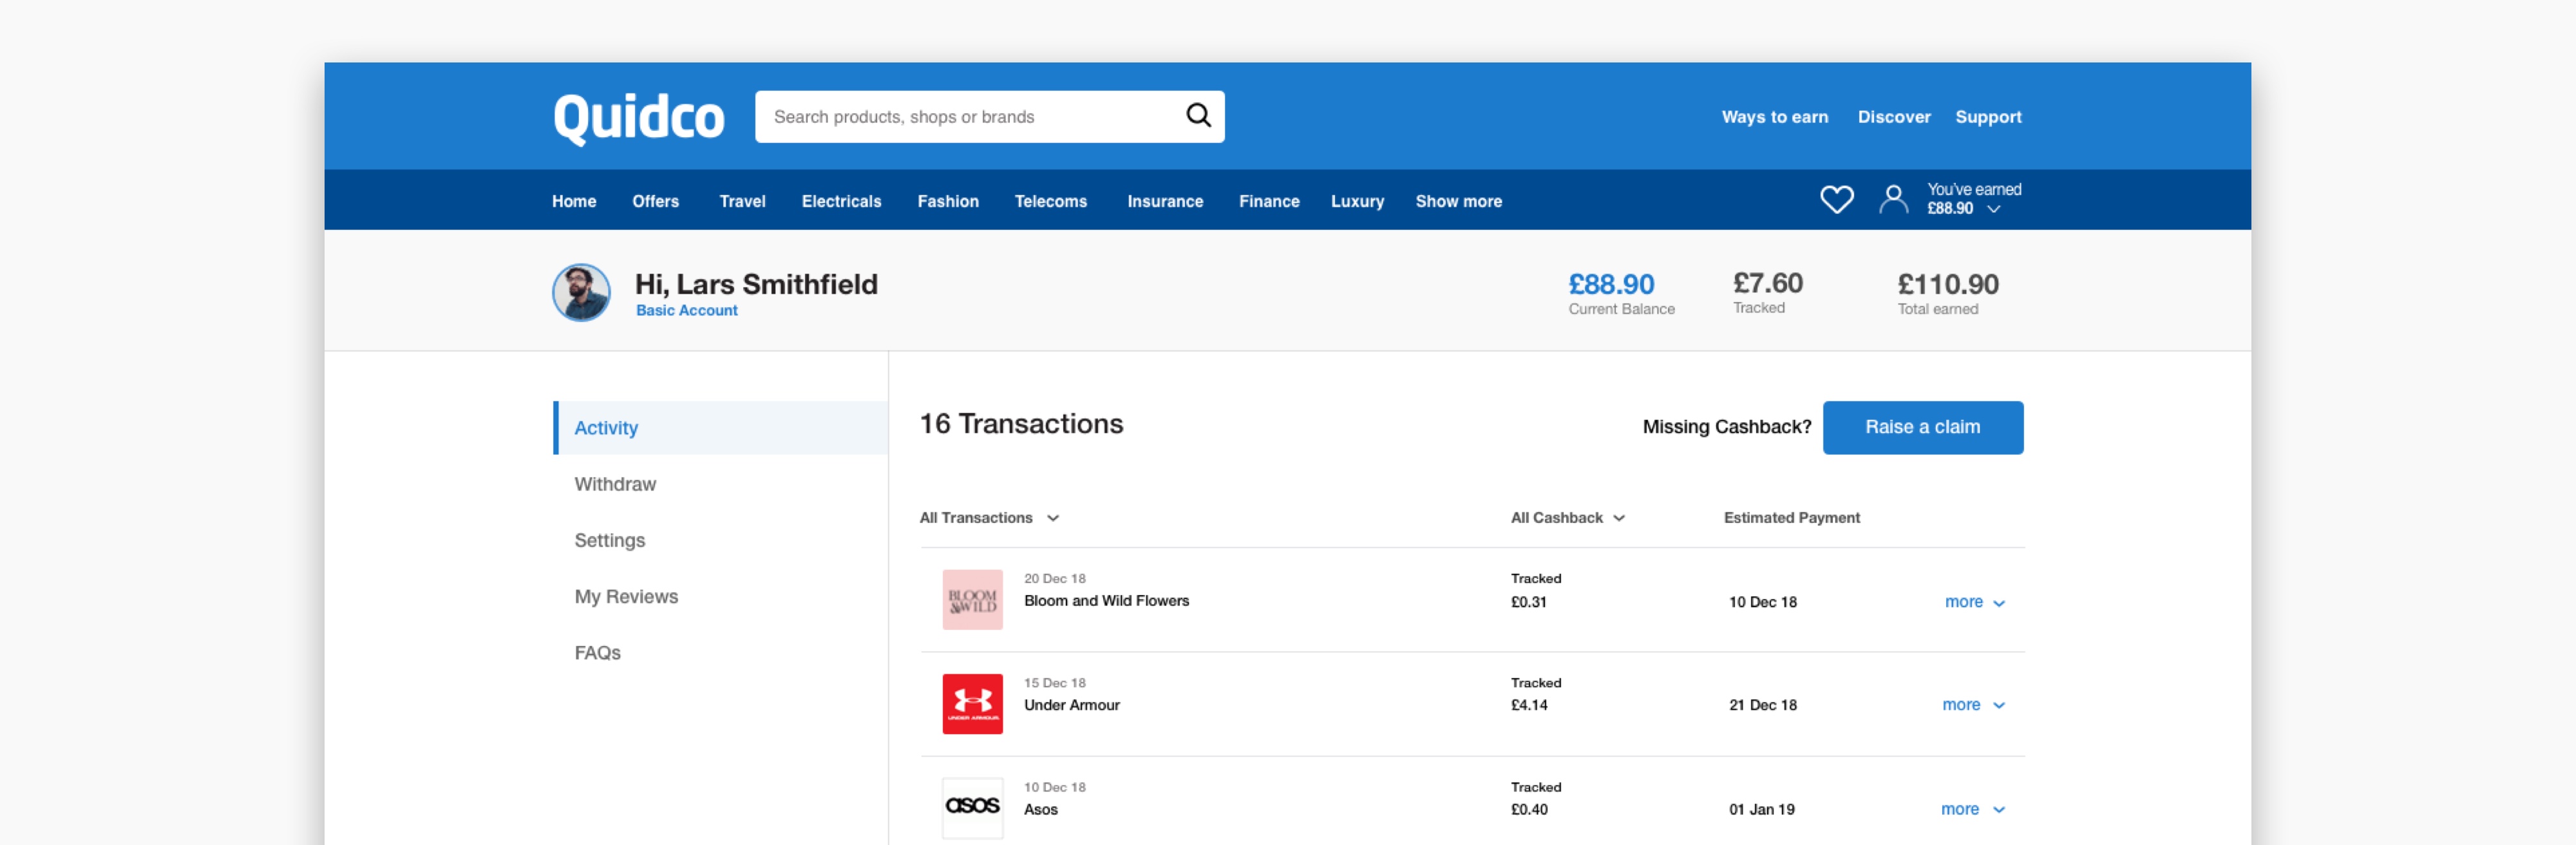 Quidco
Search products, shops or brands
Ways to earn Discover Support
Home Offers Travel Electricals Fashion Telecoms Insurance Finance Luxury Show more
You've earned
£88.90
Hi, Lars Smithfield
Basic Account
£88.90
Current Balance
£7.60
Tracked
£110.90
Total earned
Activity
Withdraw
Settings
My Reviews
FAQs
16 Transactions
Missing Cashback? Raise a claim
All Transactions All Cashback Estimated Payment
BLOOM
&WILD
20 Dec 18
Bloom and Wild Flowers
Tracked
£0.31
10 Dec 18
more
UNDER ARMOUR
15 Dec 18
Under Armour
Tracked
£4.14
21 Dec 18
more
asos
10 Dec 18
Asos
Tracked
£0.40
01 Jan 19
more